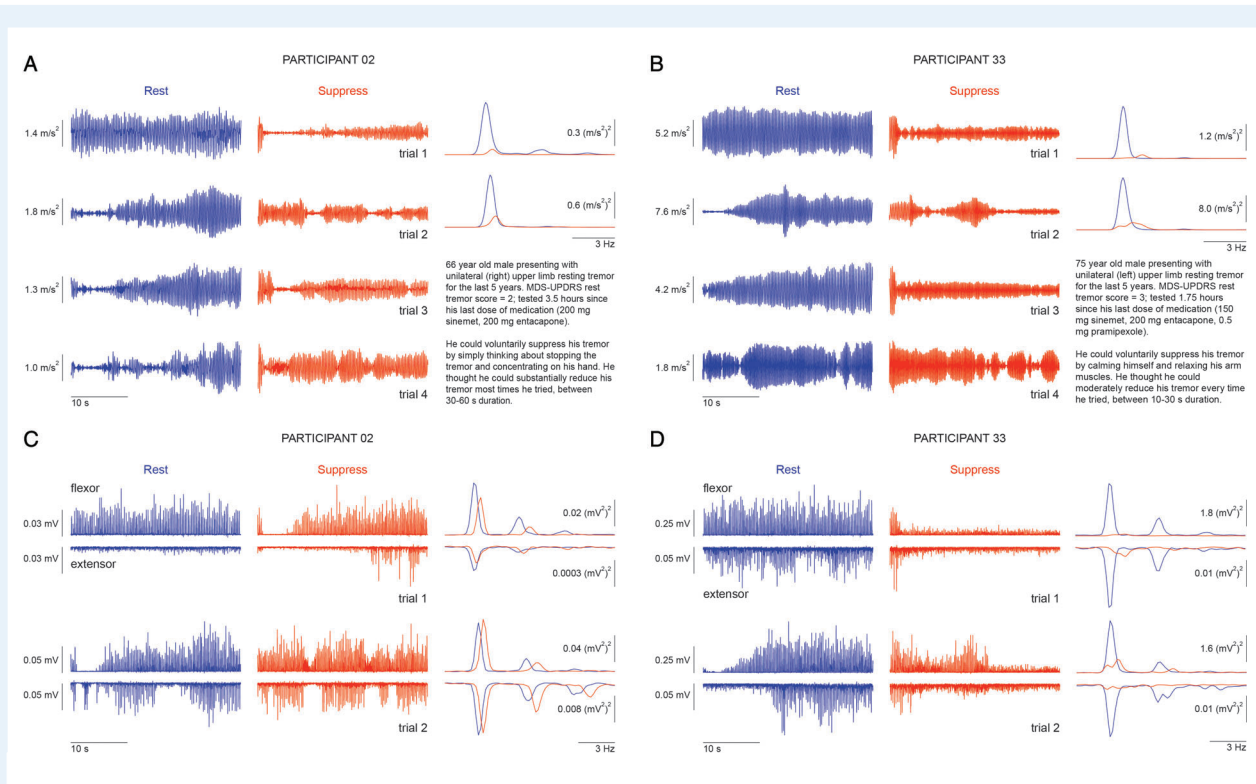 A
PARTICIPANT 02
Rest
Suppress
1.4 m/s²
0.3 (m/s²)²
trial 1
1.8 m/s²
0.6 (m/s²)²
trial 2
3 Hz
1.3 m/s²
trial 3
1.0 m/s²
trial 4
10 s
66 year old male presenting with
unilateral (right) upper limb resting tremor
for the last 5 years. MDS-UPDRS rest
tremor score = 2; tested 3.5 hours since
his last dose of medication (200 mg
sinemet, 200 mg entacapone).
He could voluntarily suppress his tremor
by simply thinking about stopping the
tremor and concentrating on his hand. He
thought he could substantially reduce his
tremor most times he tried, between
30-60 s duration.
B
PARTICIPANT 33
Rest
Suppress
5.2 m/s²
1.2 (m/s²)²
trial 1
7.6 m/s²
8.0 (m/s²)²
trial 2
3 Hz
4.2 m/s²
trial 3
1.8 m/s²
trial 4
10 s
75 year old male presenting with
unilateral (left) upper limb resting tremor
for the last 5 years. MDS-UPDRS rest
tremor score = 3; tested 1.75 hours
since his last dose of medication (150
mg sinemet, 200 mg entacapone, 0.5
mg pramipexole).
He could voluntarily suppress his tremor
by calming himself and relaxing his arm
muscles. He thought he could
moderately reduce his tremor every time
he tried, between 10-30 s duration.
C
PARTICIPANT 02
Rest
Suppress
flexor
0.03 mV
0.02 (mV²)²
0.03 mV
extensor
0.0003 (mV²)²
trial 1
0.05 mV
0.04 (mV²)²
0.05 mV
0.008 (mV²)²
trial 2
10 s
3 Hz
D
PARTICIPANT 33
Rest
Suppress
flexor
0.25 mV
1.8 (mV²)²
0.05 mV
extensor
0.01 (mV²)²
trial 1
0.25 mV
1.6 (mV²)²
0.05 mV
0.01 (mV²)²
trial 2
10 s
3 Hz